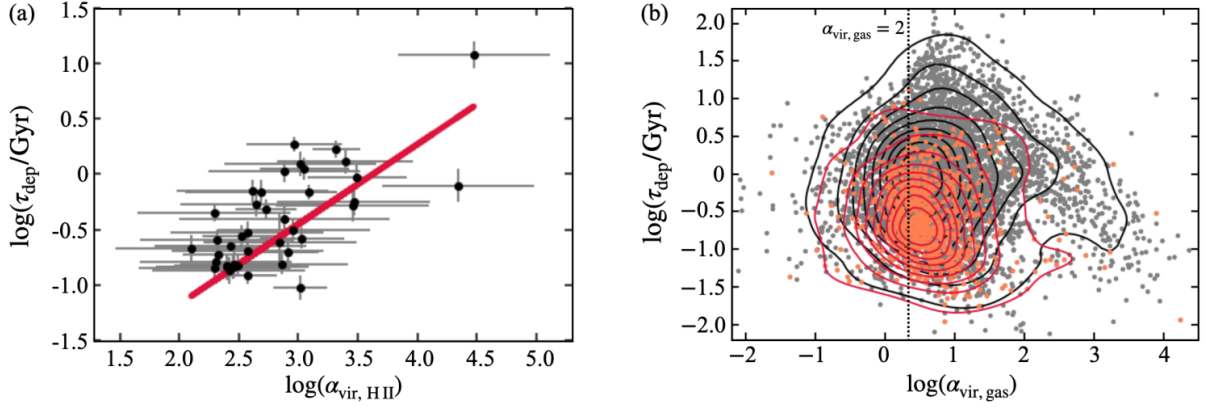 (a)
1.5
1.0
0.5
0
−0.5
−1.0
−1.5
log(τdep/Gyr)
1.5 2.0 2.5 3.0 3.5 4.0 4.5 5.0
log(αvir, H II)
(b)
2.0
1.5
1.0
0.5
0
−0.5
−1.0
−1.5
−2.0
log(τdep/Gyr)
αvir, gas = 2
−2 −1 0 1 2 3 4
log(αvir, gas)